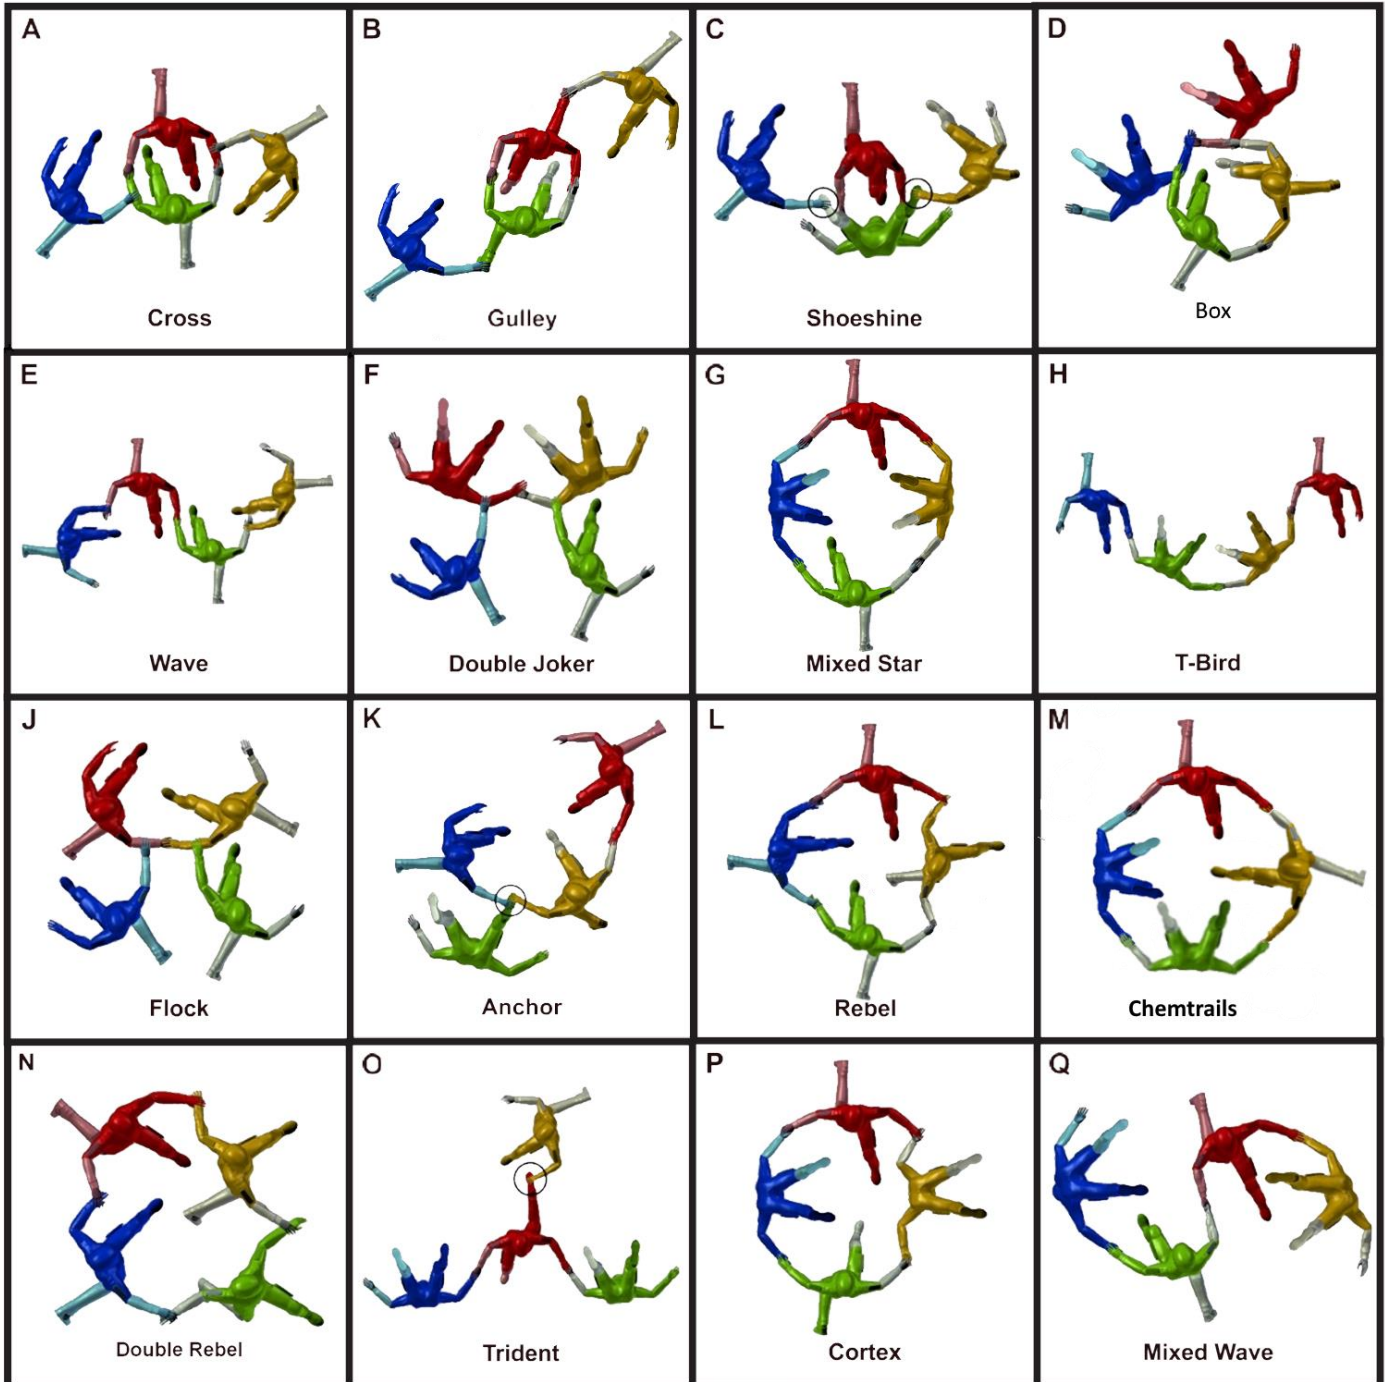 A
Cross
B
Gulley
C
Shoeshine
D
Box
E
Wave
F
Double Joker
G
Mixed Star
H
T-Bird
J
Flock
K
Anchor
L
Rebel
M
Chemtrails
N
Double Rebel
O
Trident
P
Cortex
Q
Mixed Wave